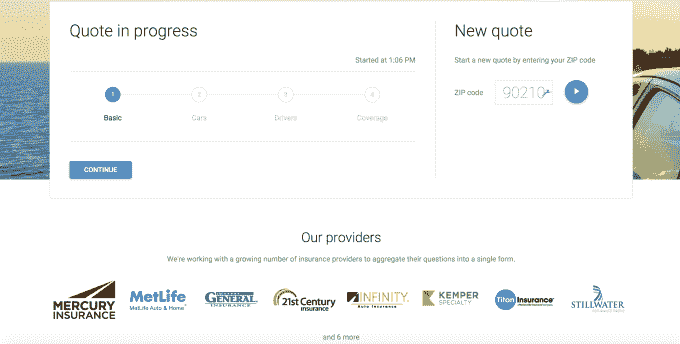 Quote in progress
Started at 1:06 PM
1 2 3 4
Basic Cars Drivers Coverage
CONTINUE
New quote
Start a new quote by entering your ZIP code
ZIP code 90210
Our providers
We're working with a growing number of insurance providers to aggregate their questions into a single form.
MERCURY
INSURANCE
MetLife
MetLife Auto & Home
GENERAL
INSURANCE
21st Century
Insurance
INFINITY
Auto Insurance
KEMPER
SPECIALTY
Titan Insurance
STILLWATER
and 6 more